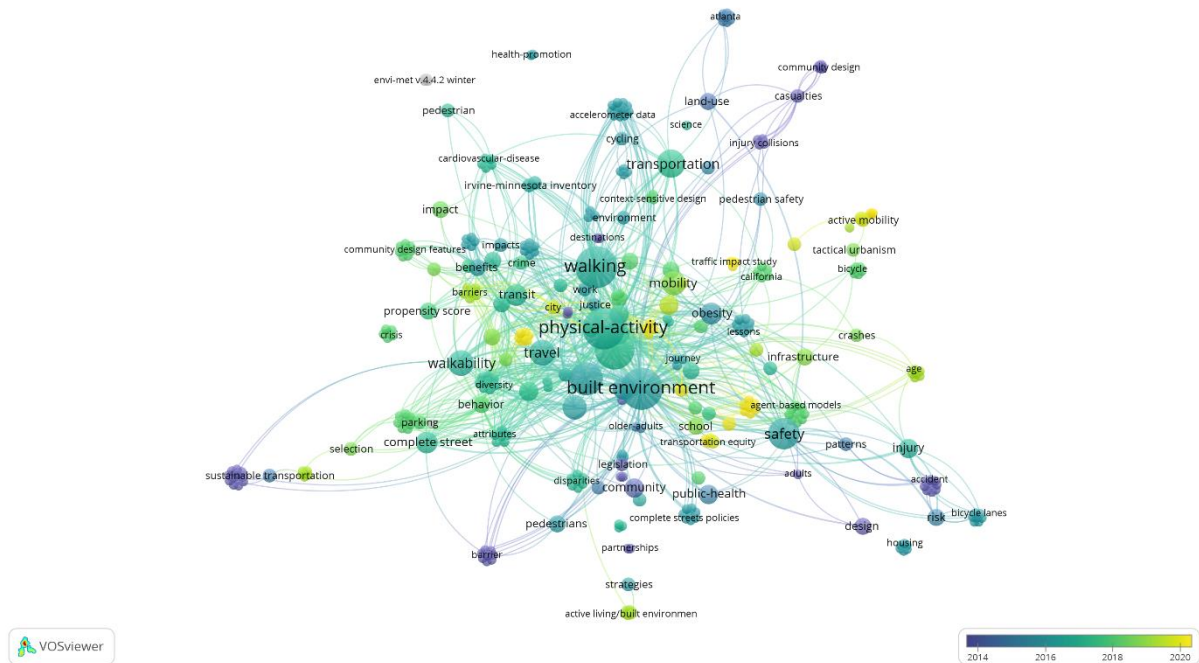 atlanta
health-promotion
community design
envi-met v.4.4.2 winter
casualties
land-use
pedestrian
accelerometer data
science
cycling
injury collisions
cardiovascular-disease
transportation
irvine-minnesota inventory
context-sensitive design
pedestrian safety
impact
environment
active mobility
destinations
community design features
impacts
tactical urbanism
crime
traffic impact study
benefits
walking
bicycle
california
mobility
barriers
transit
work
city
justice
propensity score
obesity
physical-activity
lessons
crisis
crashes
travel
journey
infrastructure
walkability
age
diversity
built environment
behavior
agent-based models
parking
older-adults
school
safety
attributes
complete street
transportation equity
patterns
selection
injury
legislation
sustainable transportation
adults
disparities
accident
community
public-health
bicycle lanes
complete streets policies
risk
pedestrians
design
housing
partnerships
barrier
strategies
active living/built environmen
VOSviewer
2014 2016 2018 2020